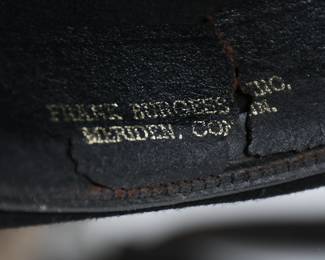 FRANK BURGESS INC.
MERIDEN, CONN.